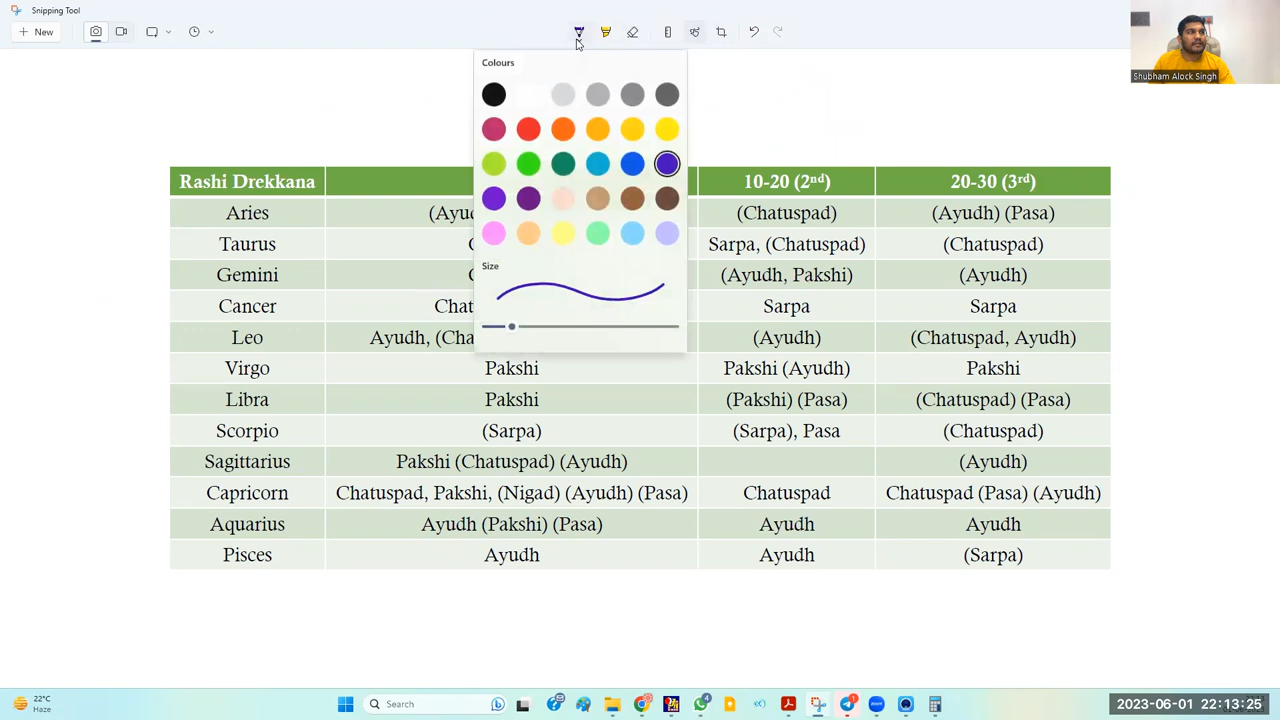 Snipping Tool
New
Colours
Size
Shubham Alock Singh
Rashi Drekkana 10-20 (2nd) 20-30 (3rd)
Aries (Ayu (Chatuspad) (Ayudh) (Pasa)
Taurus Sarpa, (Chatuspad) (Chatuspad)
Gemini (Ayudh, Pakshi) (Ayudh)
Cancer Chat Sarpa Sarpa
Leo Ayudh, (Cha (Ayudh) (Chatuspad, Ayudh)
Virgo Pakshi Pakshi (Ayudh) Pakshi
Libra Pakshi (Pakshi) (Pasa) (Chatuspad) (Pasa)
Scorpio (Sarpa) (Sarpa), Pasa (Chatuspad)
Sagittarius Pakshi (Chatuspad) (Ayudh) (Ayudh)
Capricorn Chatuspad, Pakshi, (Nigad) (Ayudh) (Pasa) Chatuspad Chatuspad (Pasa) (Ayudh)
Aquarius Ayudh (Pakshi) (Pasa) Ayudh Ayudh
Pisces Ayudh Ayudh (Sarpa)
22°C
Haze
Search
4
1
2023-06-01 22:13:25